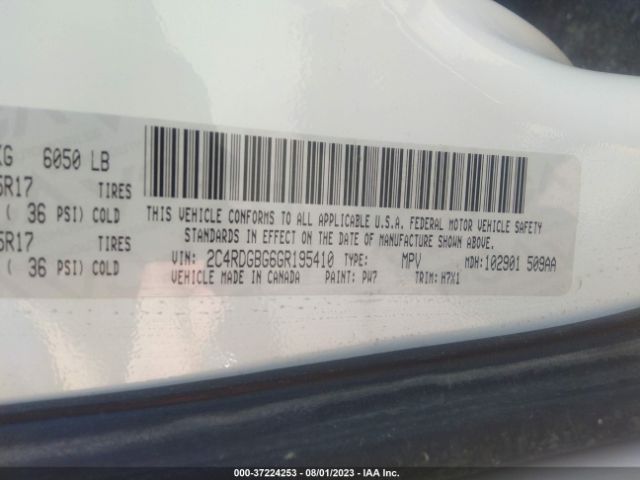 KG 6050 LB
5R17 TIRES
( 36 PSI) COLD
5R17 TIRES
( 36 PSI) COLD
THIS VEHICLE CONFORMS TO ALL APPLICABLE U.S.A. FEDERAL MOTOR VEHICLE SAFETY
STANDARDS IN EFFECT ON THE DATE OF MANUFACTURE SHOWN ABOVE.
VIN: 2C4RDGBG6GR195410 TYPE: MPV MDH:102901 509AA
VEHICLE MADE IN CANADA PAINT: PW7 TRIM: H7X1
000-37224253 - 08/01/2023 - IAA Inc.